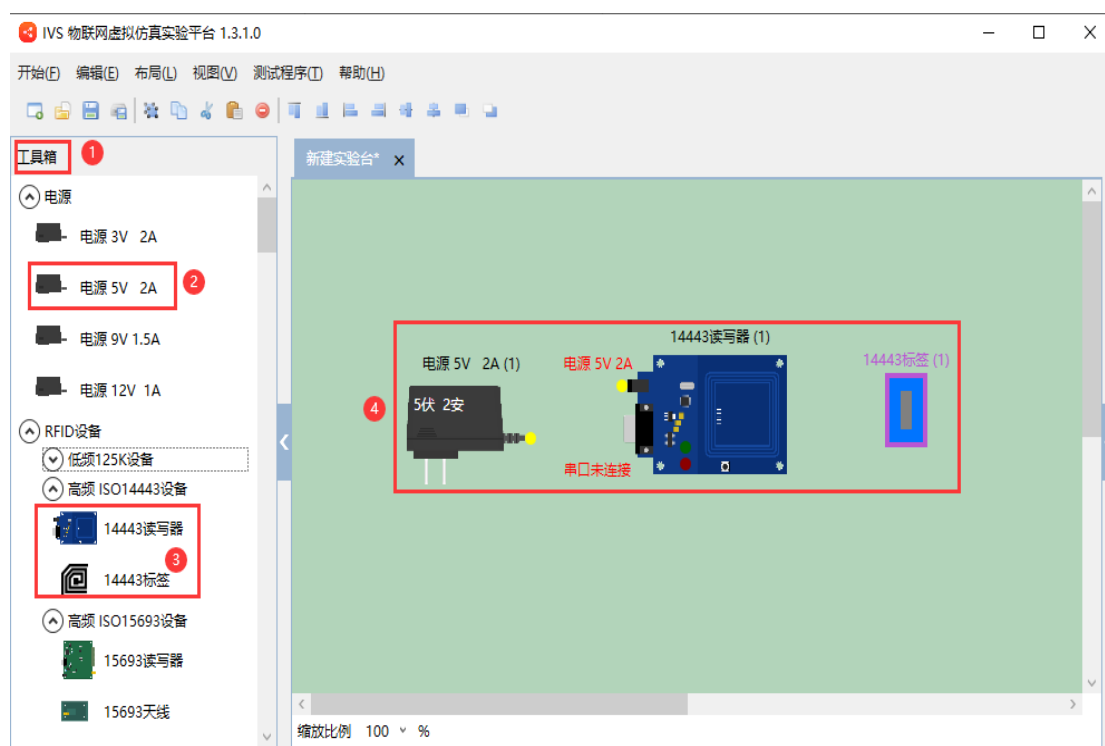 IVS 物联网虚拟仿真实验平台 1.3.1.0
开始(F) 编辑(E) 布局(L) 视图(V) 测试程序(T) 帮助(H)
工具箱 1
新建实验台*
电源
电源 3V 2A
电源 5V 2A 2
电源 9V 1.5A
电源 12V 1A
RFID设备
低频125K设备
高频 ISO14443设备
14443读写器
3
14443标签
高频 ISO15693设备
15693读写器
15693天线
14443读写器 (1)
电源 5V 2A (1)
电源 5V 2A
14443标签 (1)
5伏 2安
4
串口未连接
缩放比例 100 %